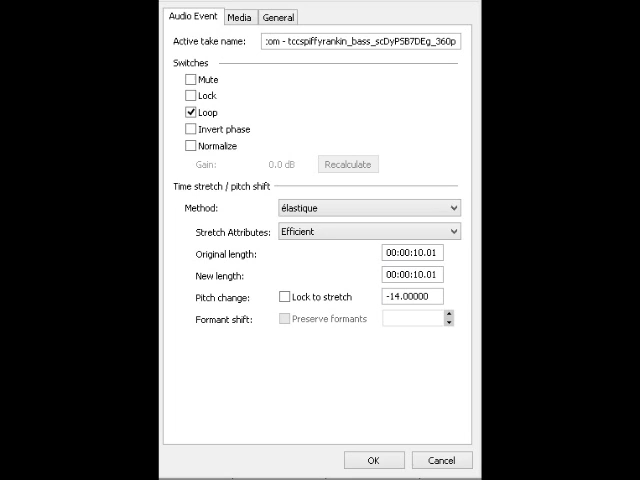 Audio Event Media General
Active take name: :om - tccspiffyrankin_bass_scDyPSB7DEg_360p
Switches
Mute
Lock
Loop
Invert phase
Normalize
Gain: 0.0 dB Recalculate
Time stretch / pitch shift
Method: élastique
Stretch Attributes: Efficient
Original length: 00:00:10.01
New length: 00:00:10.01
Pitch change: Lock to stretch -14.00000
Formant shift: Preserve formants
OK Cancel